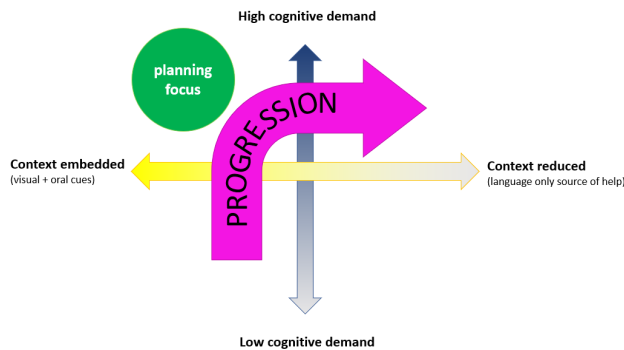 High cognitive demand
planning
focus
PROGRESSION
Context embedded
(visual + oral cues)
Context reduced
(language only source of help)
Low cognitive demand